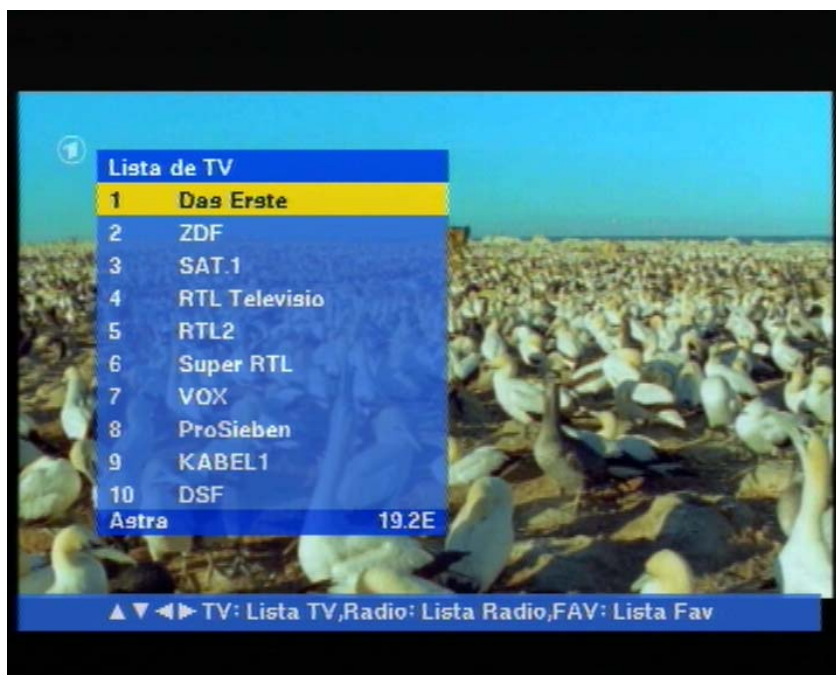 Lista de TV
1 Das Erste
2 ZDF
3 SAT.1
4 RTL Televisio
5 RTL2
6 Super RTL
7 VOX
8 ProSieben
9 KABEL1
10 DSF
Astra 19.2E
▲▼◀▶ TV: Lista TV,Radio: Lista Radio,FAV: Lista Fav